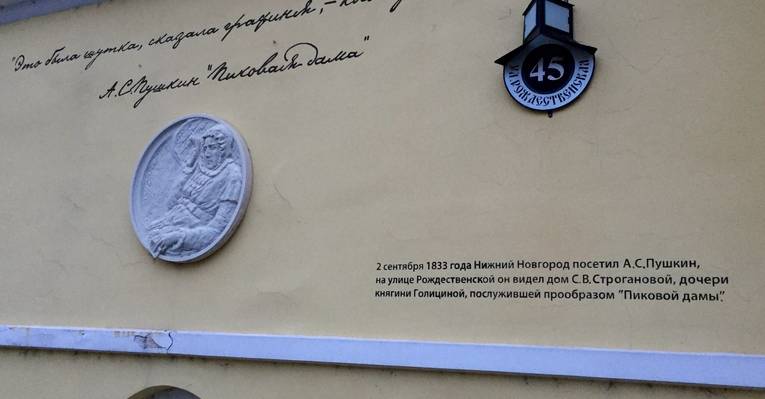 "Это была шутка, сказала графиня, –
А.С.Пушкин "Пиковая дама"
45
УЛ. РОЖДЕСТВЕНСКАЯ
2 сентября 1833 года Нижний Новгород посетил А.С.Пушкин,
на улице Рождественской он видел дом С.В.Строгановой, дочери
княгини Голициной, послужившей прообразом "Пиковой дамы".